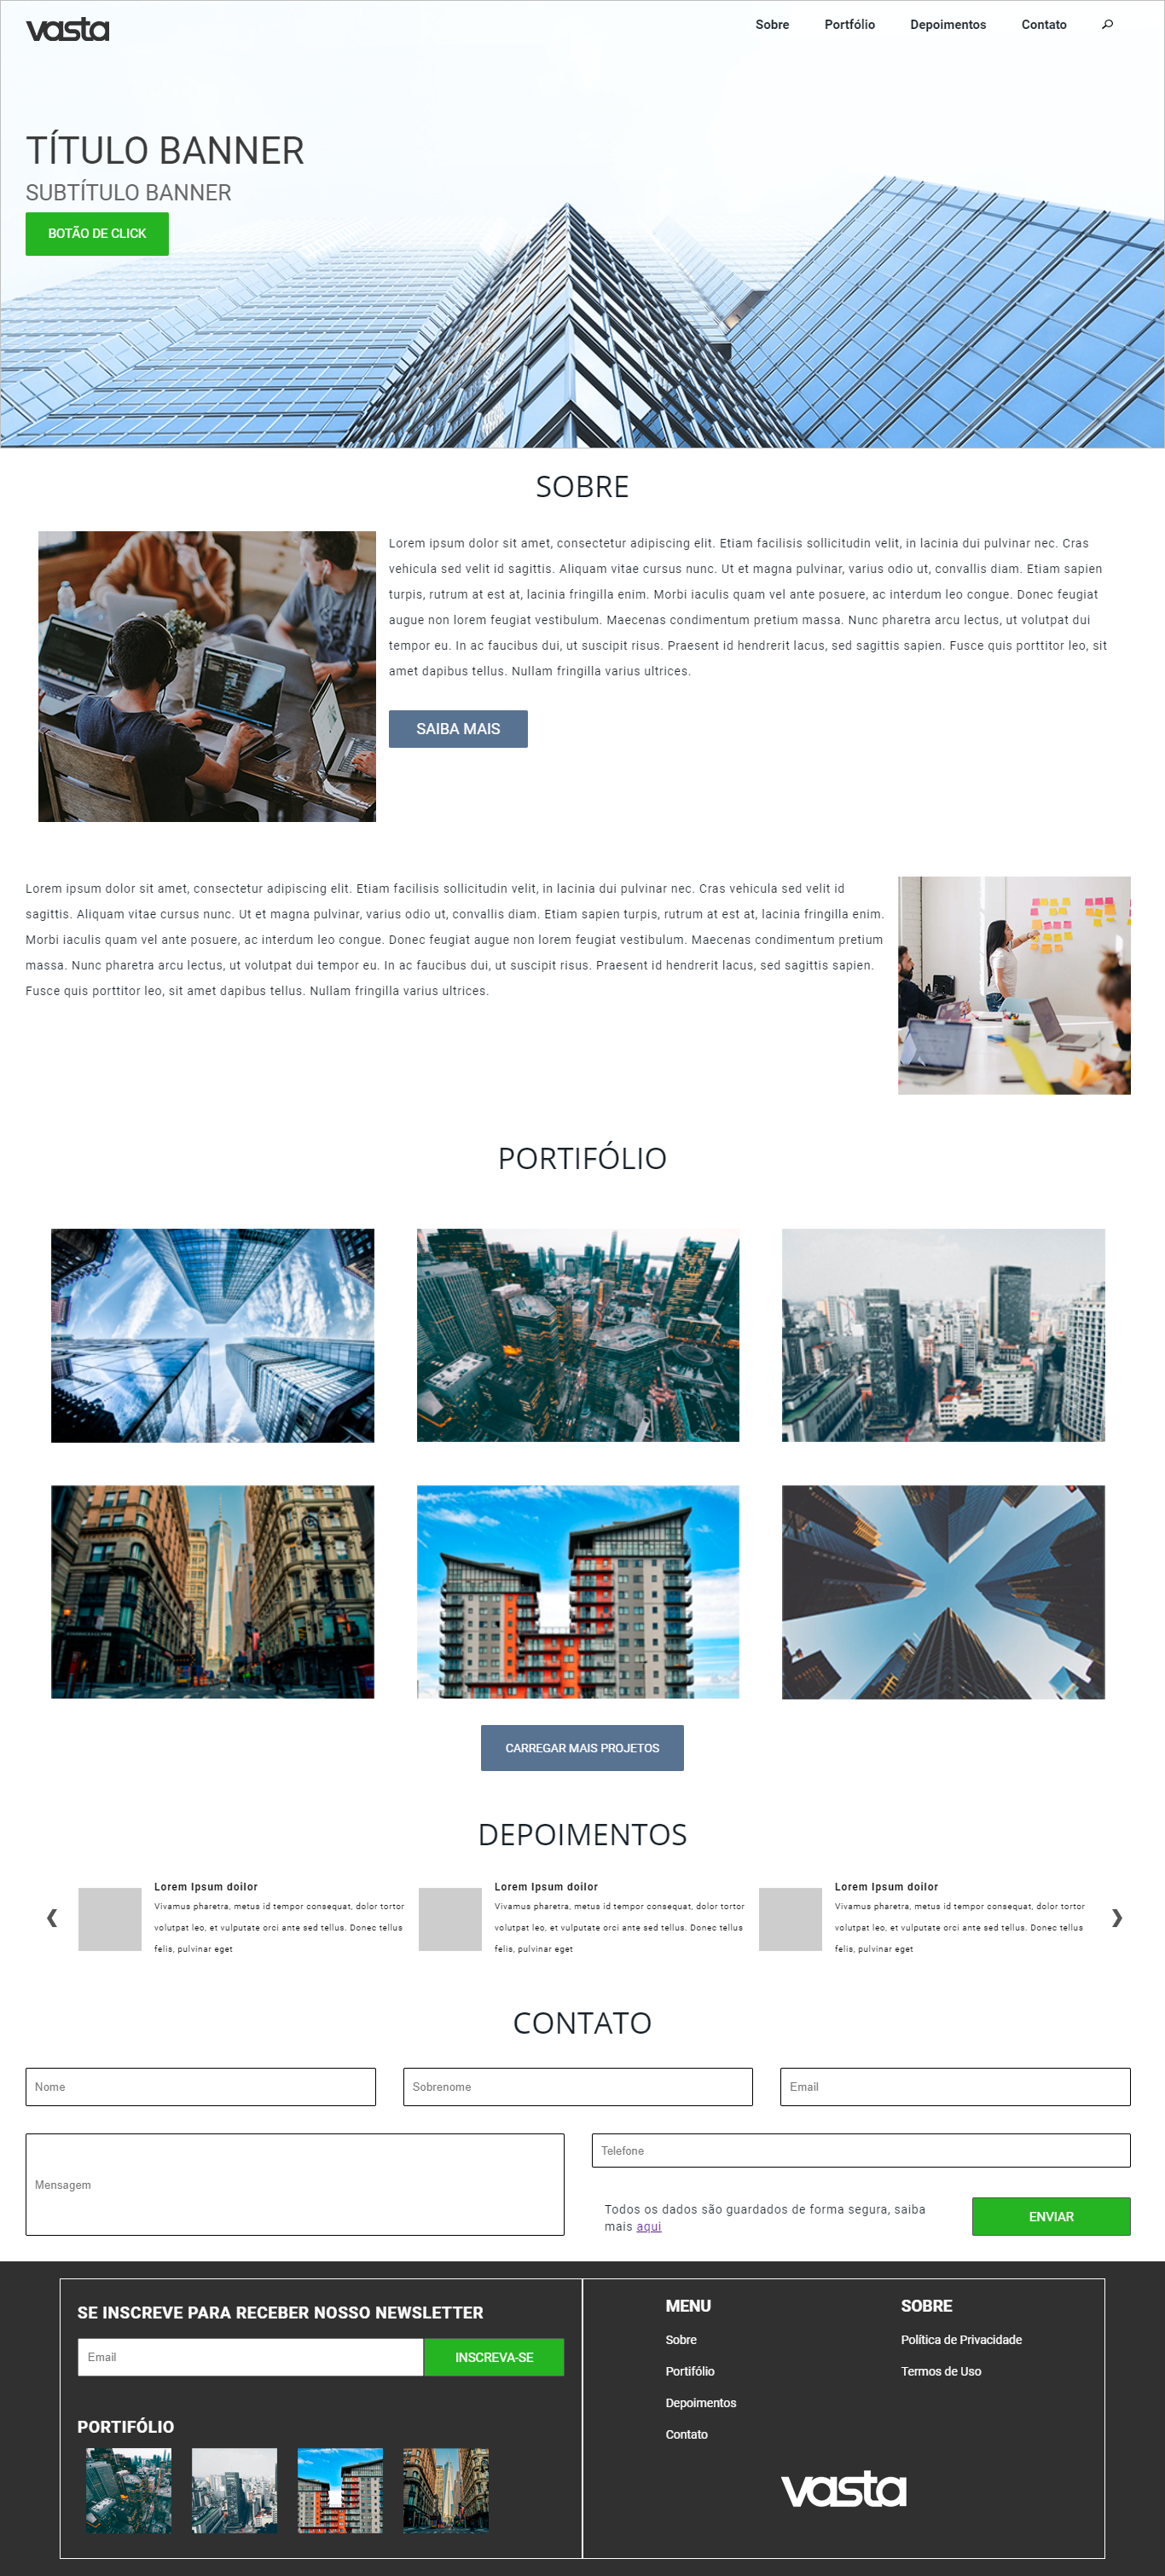 vasta
Sobre Portfólio Depoimentos Contato
TÍTULO BANNER
SUBTÍTULO BANNER
BOTÃO DE CLICK
SOBRE
Lorem ipsum dolor sit amet, consectetur adipiscing elit. Etiam facilisis sollicitudin velit, in lacinia dui pulvinar nec. Cras
vehicula sed velit id sagittis. Aliquam vitae cursus nunc. Ut et magna pulvinar, varius odio ut, convallis diam. Etiam sapien
turpis, rutrum at est at, lacinia fringilla enim. Morbi iaculis quam vel ante posuere, ac interdum leo congue. Donec feugiat
augue non lorem feugiat vestibulum. Maecenas condimentum pretium massa. Nunc pharetra arcu lectus, ut volutpat dui
tempor eu. In ac faucibus dui, ut suscipit risus. Praesent id hendrerit lacus, sed sagittis sapien. Fusce quis porttitor leo, sit
amet dapibus tellus. Nullam fringilla varius ultrices.
SAIBA MAIS
Lorem ipsum dolor sit amet, consectetur adipiscing elit. Etiam facilisis sollicitudin velit, in lacinia dui pulvinar nec. Cras vehicula sed velit id
sagittis. Aliquam vitae cursus nunc. Ut et magna pulvinar, varius odio ut, convallis diam. Etiam sapien turpis, rutrum at est at, lacinia fringilla enim.
Morbi iaculis quam vel ante posuere, ac interdum leo congue. Donec feugiat augue non lorem feugiat vestibulum. Maecenas condimentum pretium
massa. Nunc pharetra arcu lectus, ut volutpat dui tempor eu. In ac faucibus dui, ut suscipit risus. Praesent id hendrerit lacus, sed sagittis sapien.
Fusce quis porttitor leo, sit amet dapibus tellus. Nullam fringilla varius ultrices.
PORTIFÓLIO
CARREGAR MAIS PROJETOS
DEPOIMENTOS
Lorem Ipsum doilor
Vivamus pharetra, metus id tempor consequat, dolor tortor
volutpat leo, et vulputate orci ante sed tellus. Donec tellus
felis, pulvinar eget
Lorem Ipsum doilor
Vivamus pharetra, metus id tempor consequat, dolor tortor
volutpat leo, et vulputate orci ante sed tellus. Donec tellus
felis, pulvinar eget
Lorem Ipsum doilor
Vivamus pharetra, metus id tempor consequat, dolor tortor
volutpat leo, et vulputate orci ante sed tellus. Donec tellus
felis, pulvinar eget
CONTATO
Nome
Sobrenome
Email
Mensagem
Telefone
Todos os dados são guardados de forma segura, saiba
mais aqui
ENVIAR
SE INSCREVE PARA RECEBER NOSSO NEWSLETTER
Email
INSCREVA-SE
PORTIFÓLIO
MENU
Sobre
Portifólio
Depoimentos
Contato
SOBRE
Política de Privacidade
Termos de Uso
vasta